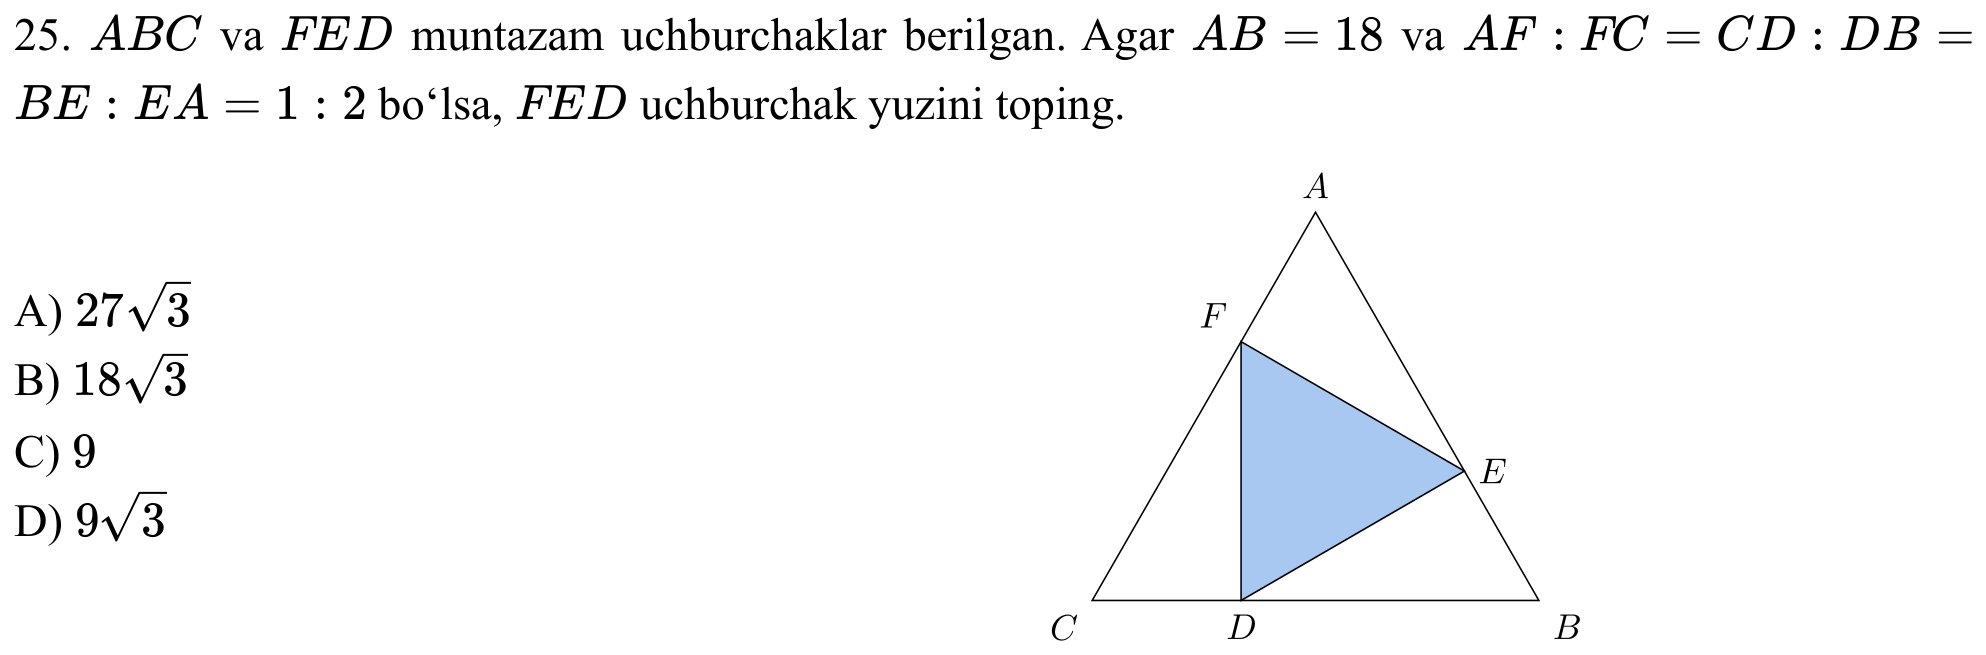 25. ABC va FED muntazam uchburchaklar berilgan. Agar AB = 18 va AF : FC = CD : DB =
BE : EA = 1 : 2 bo‘lsa, FED uchburchak yuzini toping.
A
F
A) 27√3
B) 18√3
C) 9
E
D) 9√3
C
D
B